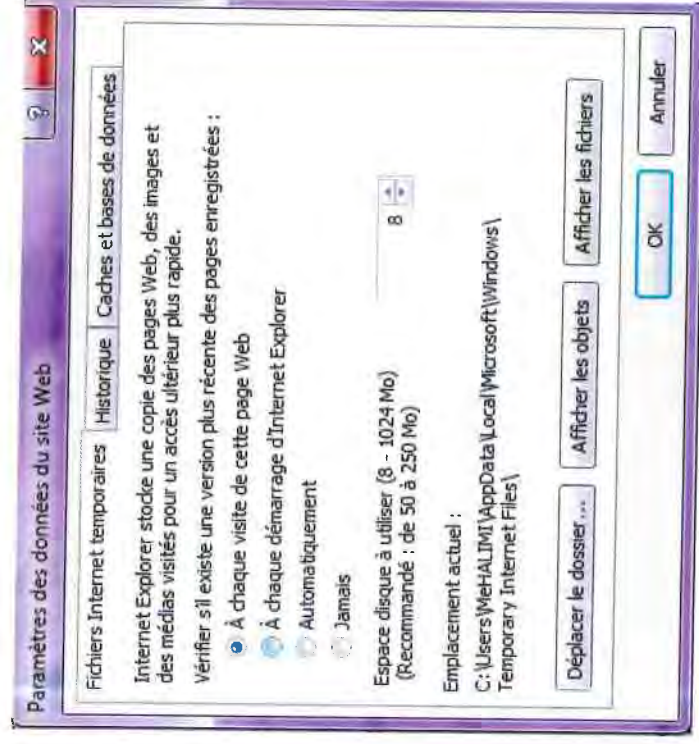 Paramètres des données du site Web
Fichiers Internet temporaires Historique Caches et bases de données
Internet Explorer stocke une copie des pages Web, des images et
des médias visités pour un accès ultérieur plus rapide.
Vérifier s'il existe une version plus récente des pages enregistrées :
À chaque visite de cette page Web
À chaque démarrage d'Internet Explorer
Automatiquement
Jamais
Espace disque à utiliser (8 - 1024 Mo) 8
(Recommandé : de 50 à 250 Mo)
Emplacement actuel :
C:\Users\MeHALIMI\AppData\Local\Microsoft\Windows\
Temporary Internet Files\
Déplacer le dossier... Afficher les objets Afficher les fichiers
OK Annuler